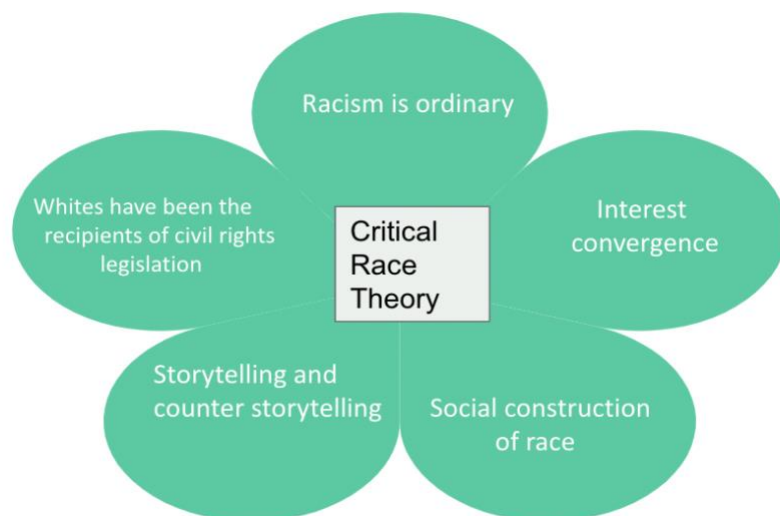 Racism is ordinary
Whites have been the
recipients of civil rights
legislation
Critical
Race
Theory
Interest
convergence
Storytelling and
counter storytelling
Social construction
of race